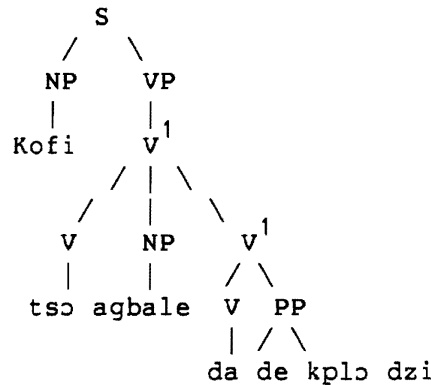 S
NP VP
Kofi V¹
V NP V¹
tsɔ agbale V PP
da de kplɔ dzi